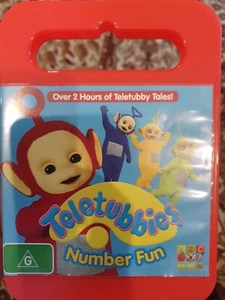 Over 2 Hours of Teletubby Tales!
Teletubbies
Number Fun
G